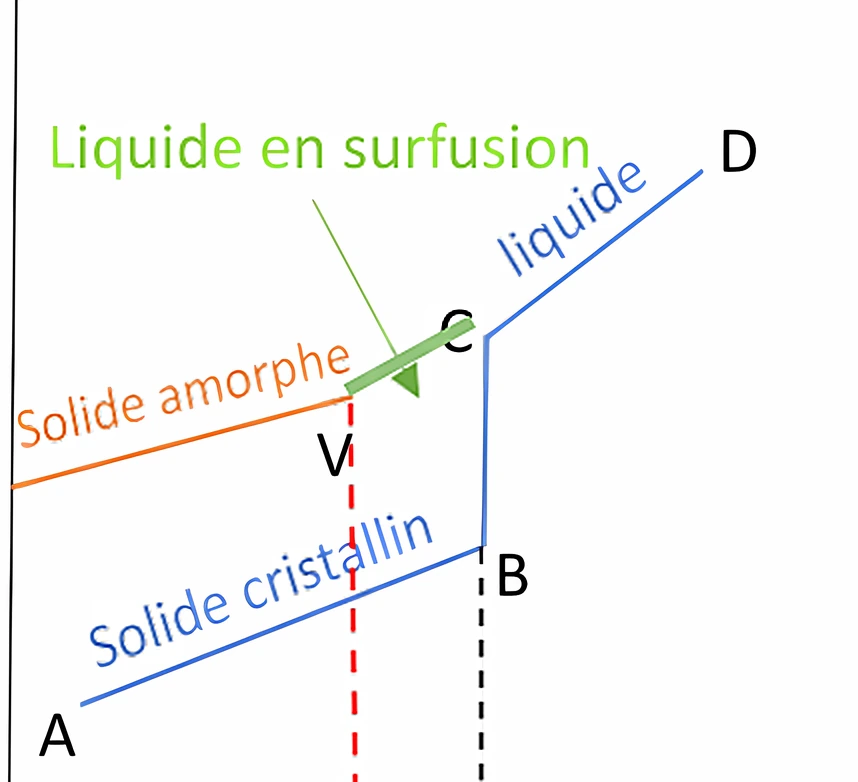 Liquide en surfusion
D
liquide
C
Solide amorphe
V
Solide cristallin
B
A